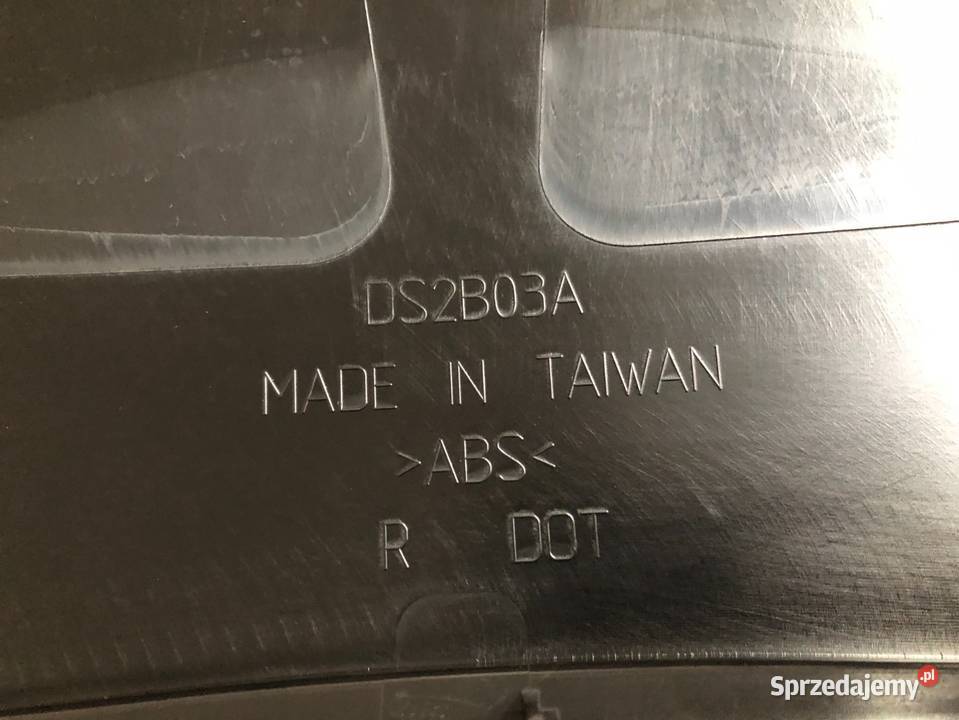 DS2B03A
MADE IN TAIWAN
>ABS<
R DOT
Sprzedajemy.pl